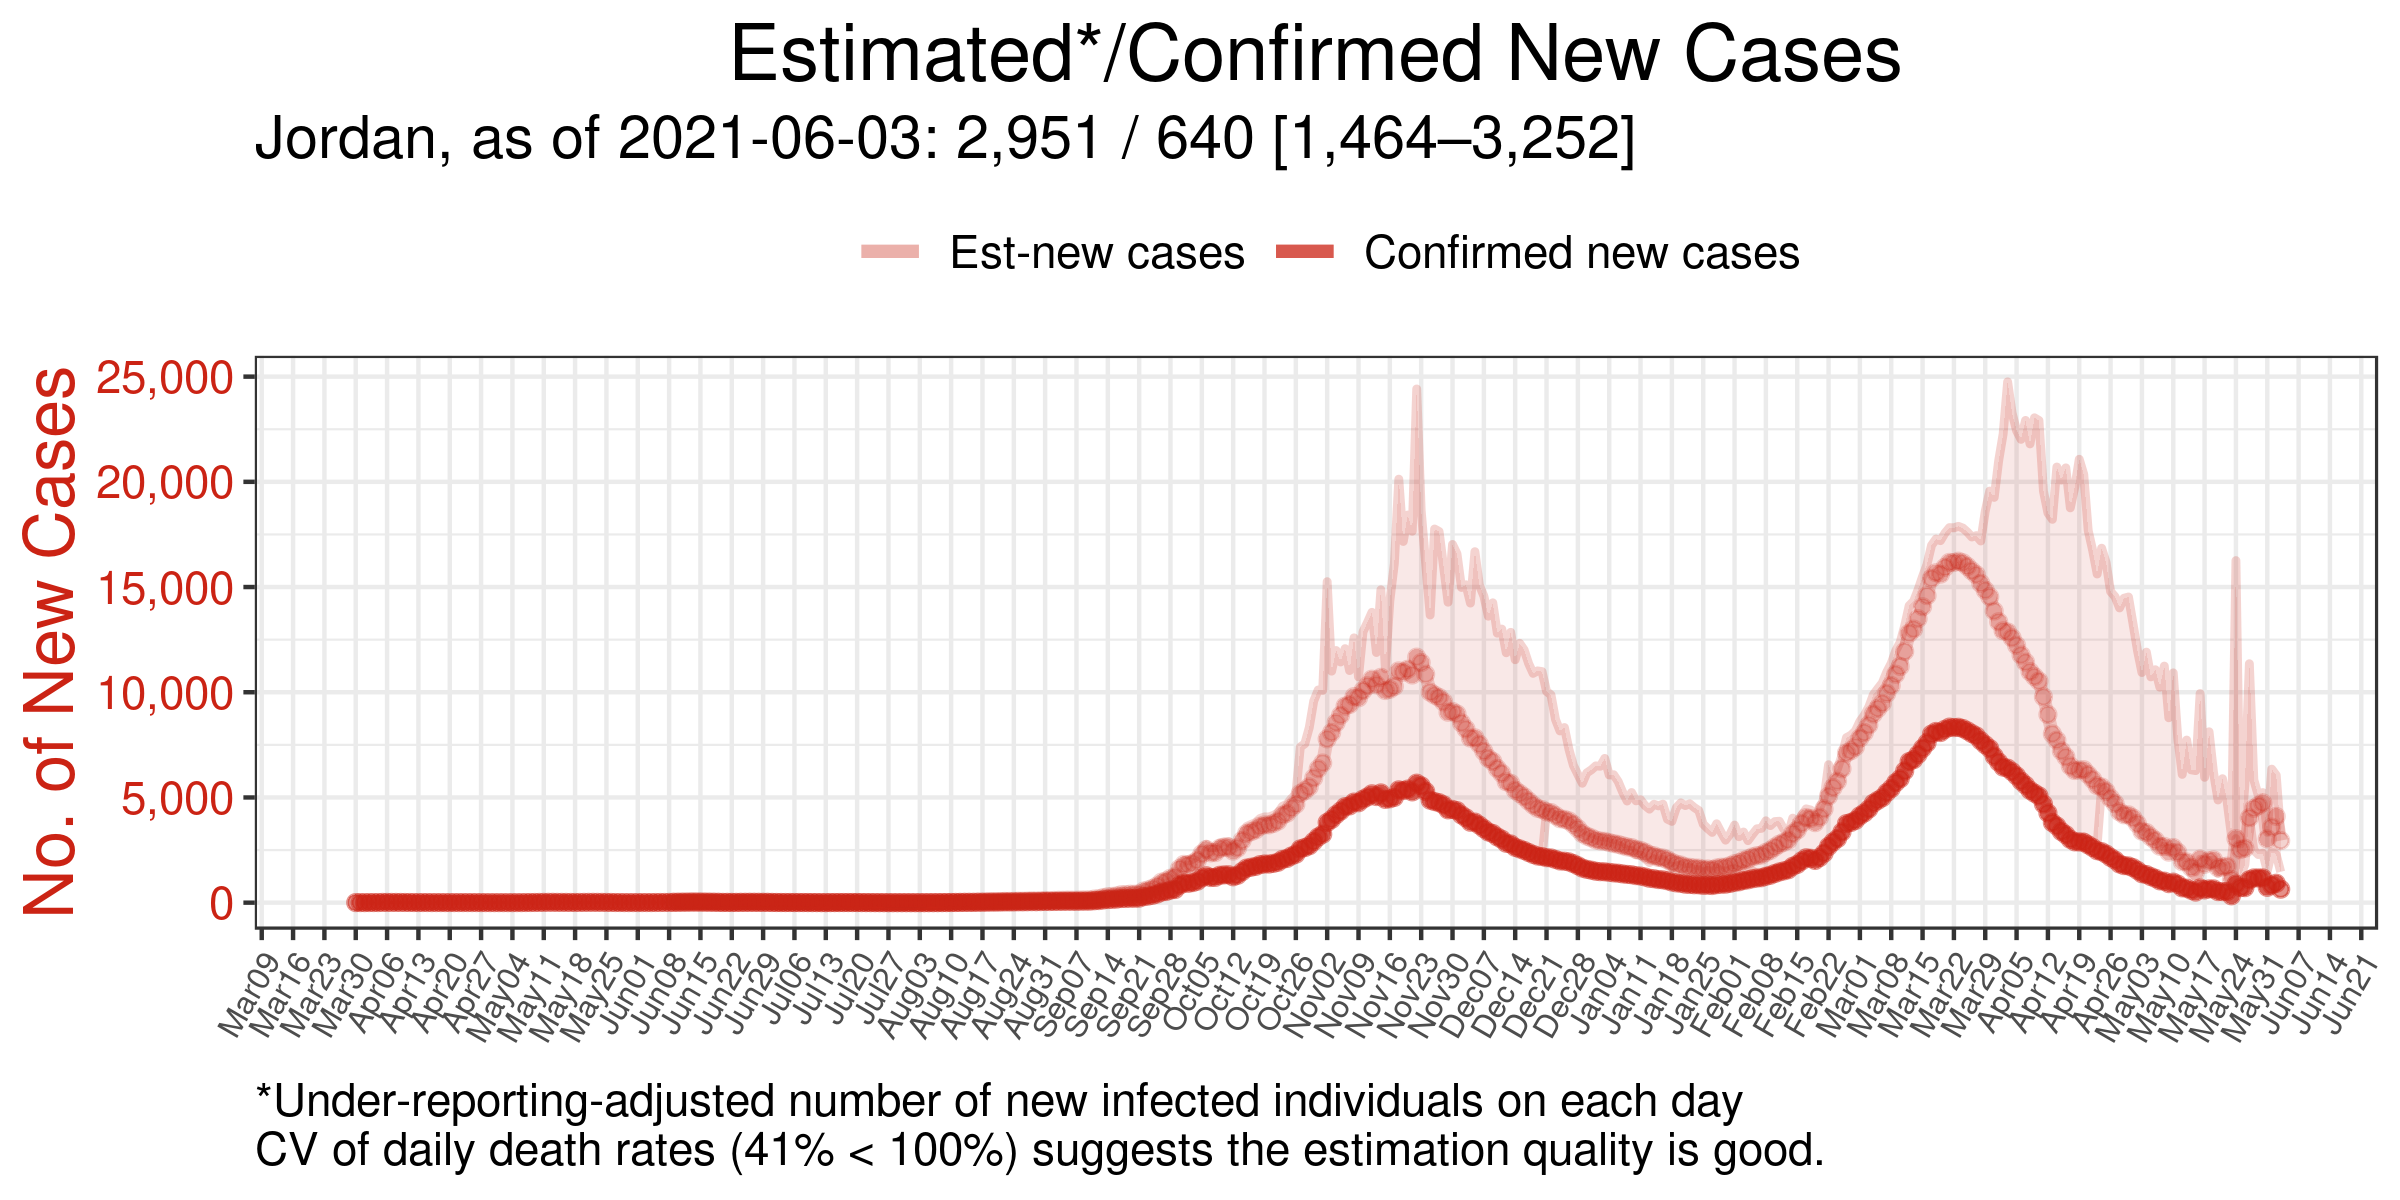 Estimated*/Confirmed New Cases
Jordan, as of 2021-06-03: 2,951 / 640 [1,464–3,252]
Est-new cases Confirmed new cases
No. of New Cases
25,000
20,000
15,000
10,000
5,000
0
Mar09 Mar16 Mar23 Mar30 Apr06 Apr13 Apr20 Apr27 May04 May11 May18 May25 Jun01 Jun08 Jun15 Jun22 Jun29 Jul06 Jul13 Jul20 Jul27 Aug03 Aug10 Aug17 Aug24 Aug31 Sep07 Sep14 Sep21 Sep28 Oct05 Oct12 Oct19 Oct26 Nov02 Nov09 Nov16 Nov23 Nov30 Dec07 Dec14 Dec21 Dec28 Jan04 Jan11 Jan18 Jan25 Feb01 Feb08 Feb15 Feb22 Mar01 Mar08 Mar15 Mar22 Mar29 Apr05 Apr12 Apr19 Apr26 May03 May10 May17 May24 May31 Jun07 Jun14 Jun21
*Under-reporting-adjusted number of new infected individuals on each day
CV of daily death rates (41% < 100%) suggests the estimation quality is good.